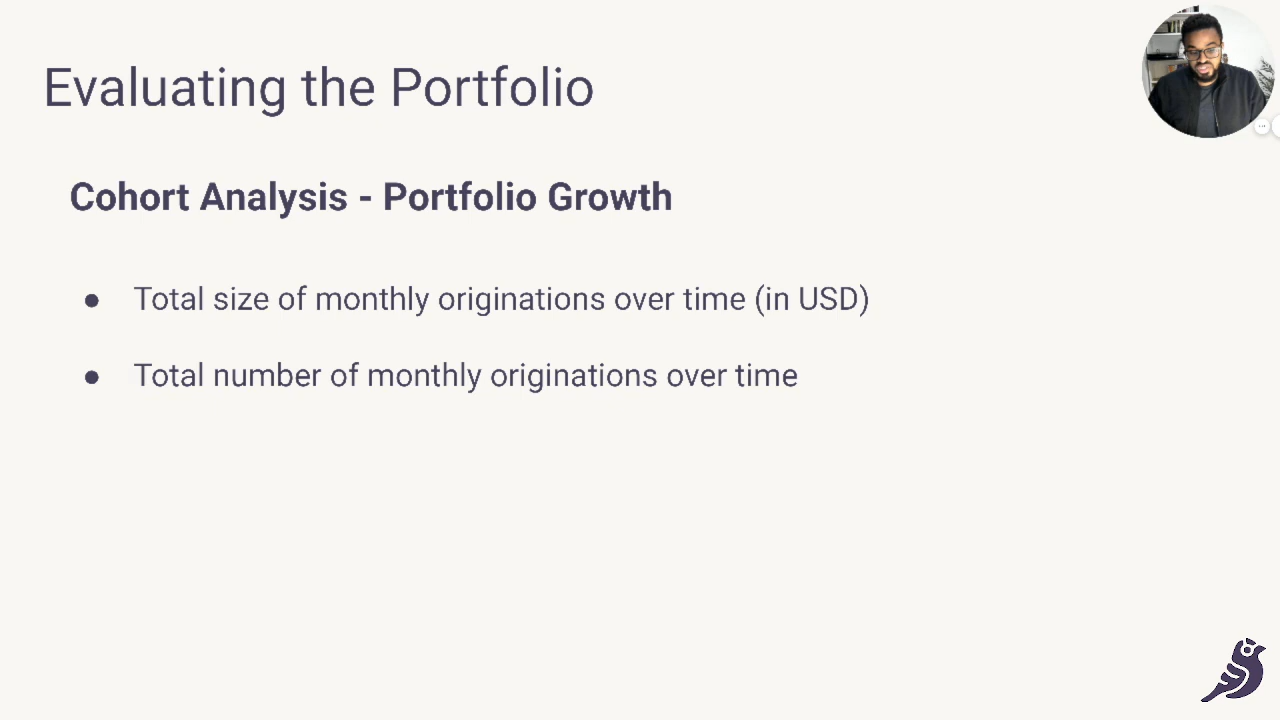 Evaluating the Portfolio
Cohort Analysis - Portfolio Growth
● Total size of monthly originations over time (in USD)
● Total number of monthly originations over time